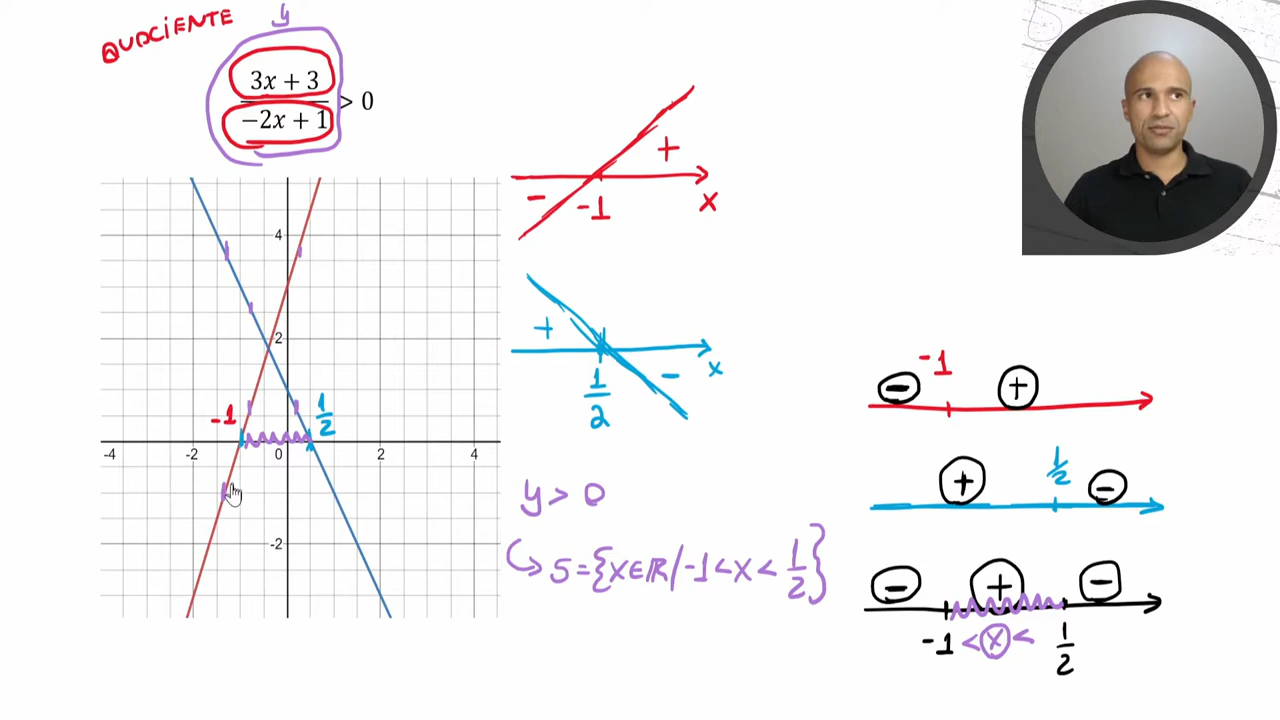 QUOCIENTE
y
3x + 3
−2x + 1
> 0
4
2
-4
-2
0
2
4
-2
-1
1/2
+
-
-1
x
+
-
1/2
x
y > 0
S = {x ∈ R / -1 < x < 1/2}
-1
- +
1/2
+ -
- + -
-1 < x < 1/2